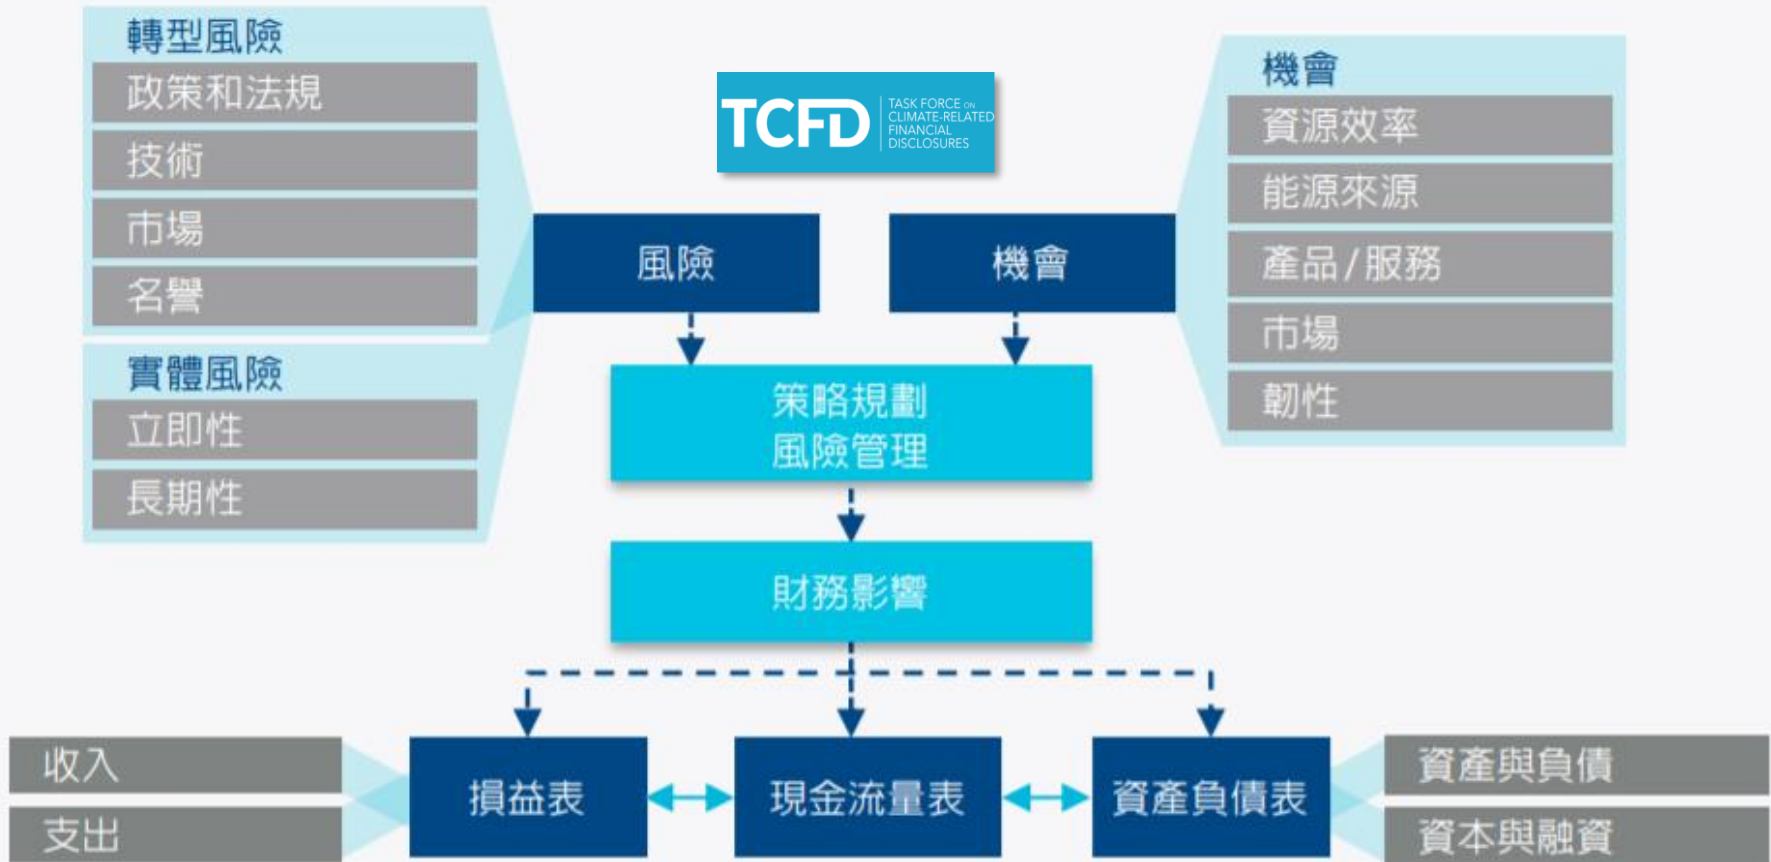 轉型風險
政策和法規
技術
市場
名譽
實體風險
立即性
長期性
TCFD
TASK FORCE ON
CLIMATE-RELATED
FINANCIAL
DISCLOSURES
風險
機會
機會
資源效率
能源來源
產品/服務
市場
韌性
策略規劃
風險管理
財務影響
收入
支出
損益表
現金流量表
資產負債表
資產與負債
資本與融資